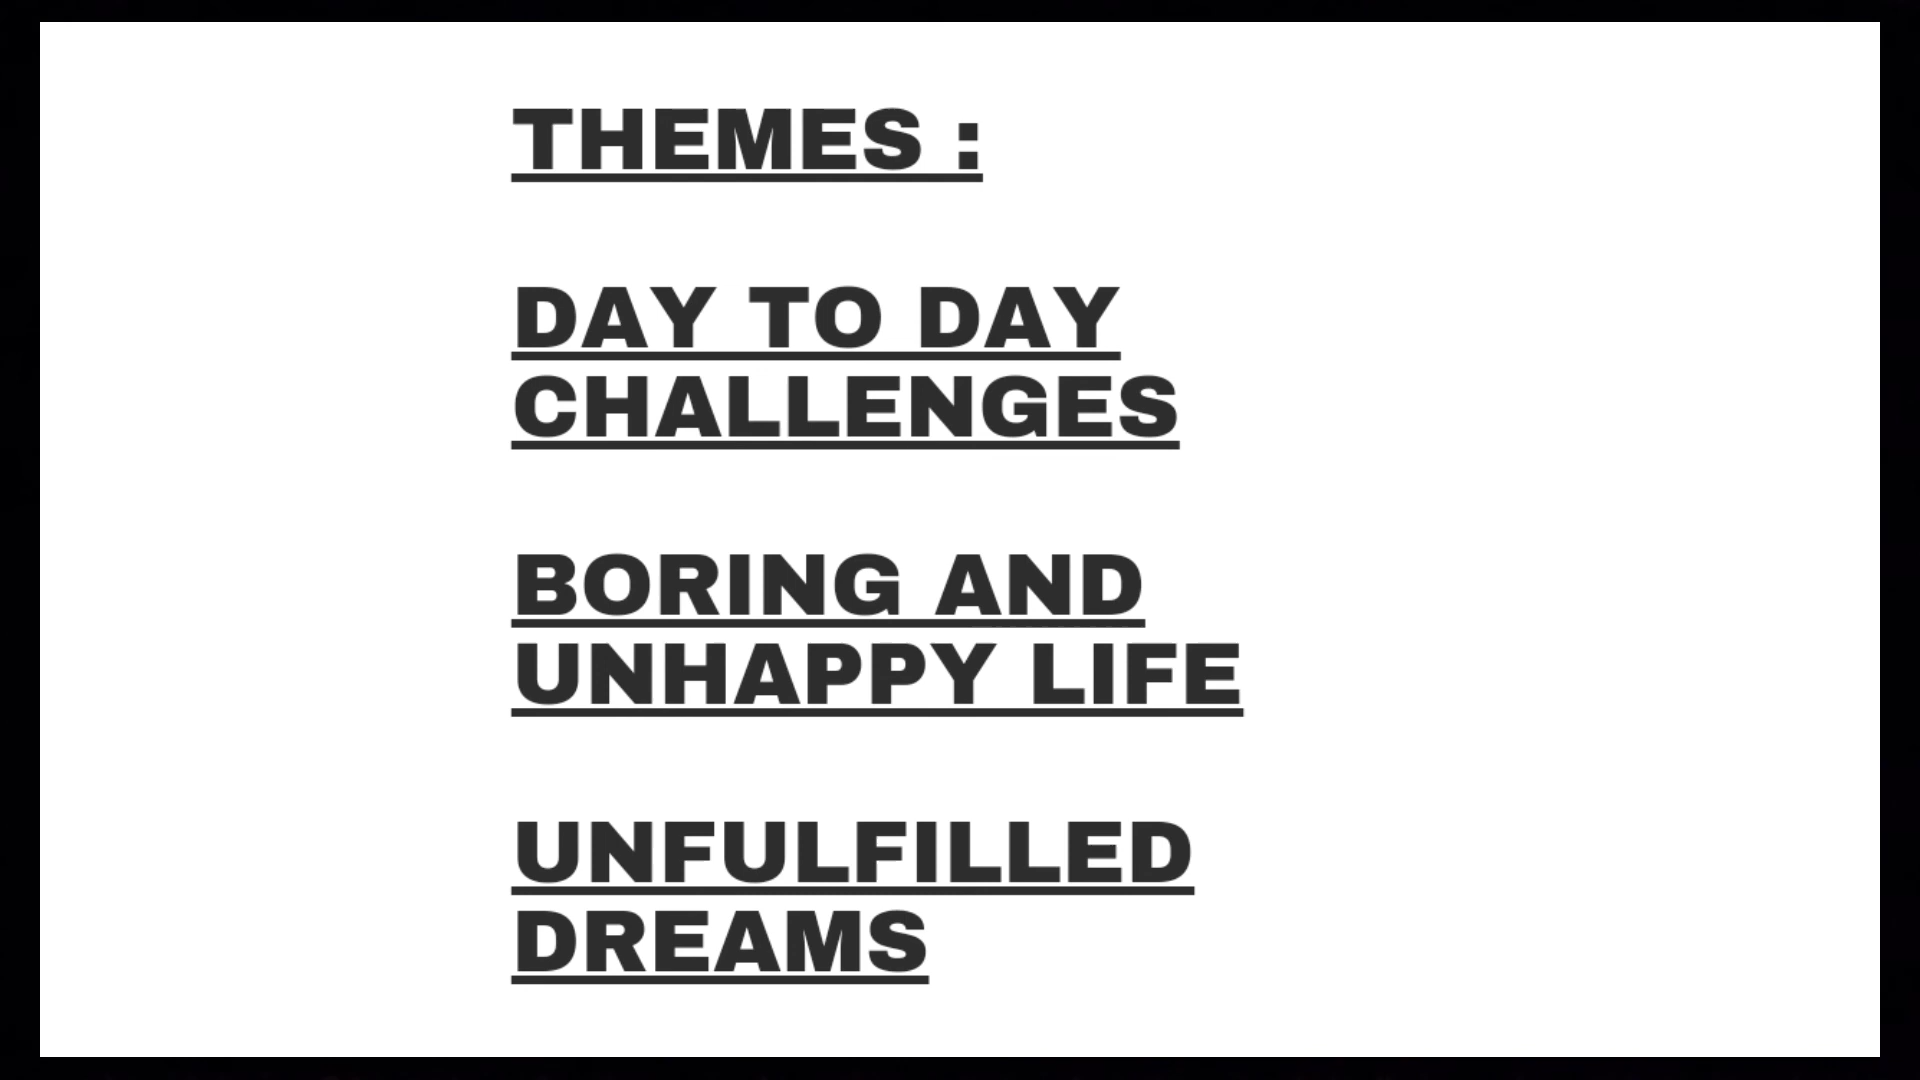 THEMES :
DAY TO DAY
CHALLENGES
BORING AND
UNHAPPY LIFE
UNFULFILLED
DREAMS